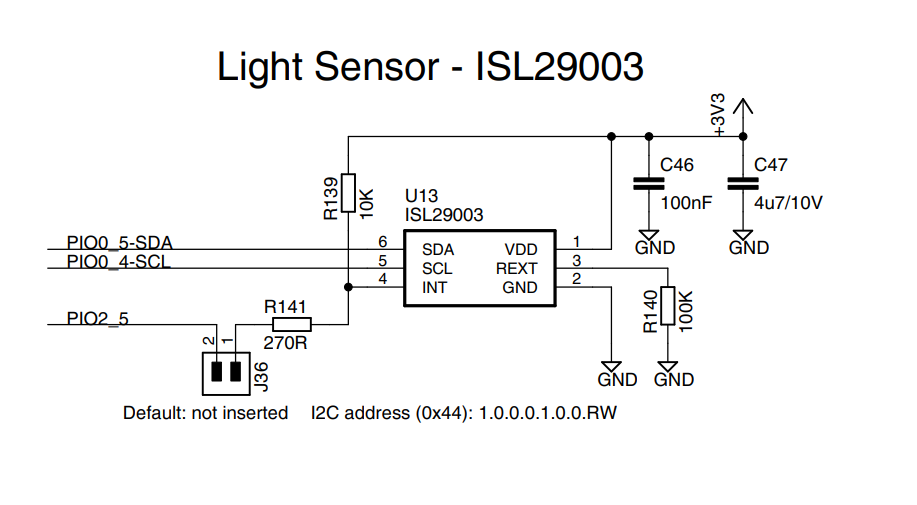 Light Sensor - ISL29003
+3V3
C46
100nF
C47
4u7/10V
GND
GND
R139
10K
U13
ISL29003
PIO0_5-SDA
PIO0_4-SCL
6
5
4
SDA
SCL
INT
VDD
REXT
GND
1
3
2
R140
100K
PIO2_5
R141
270R
2
1
J36
GND
GND
Default: not inserted
I2C address (0x44): 1.0.0.0.1.0.0.RW